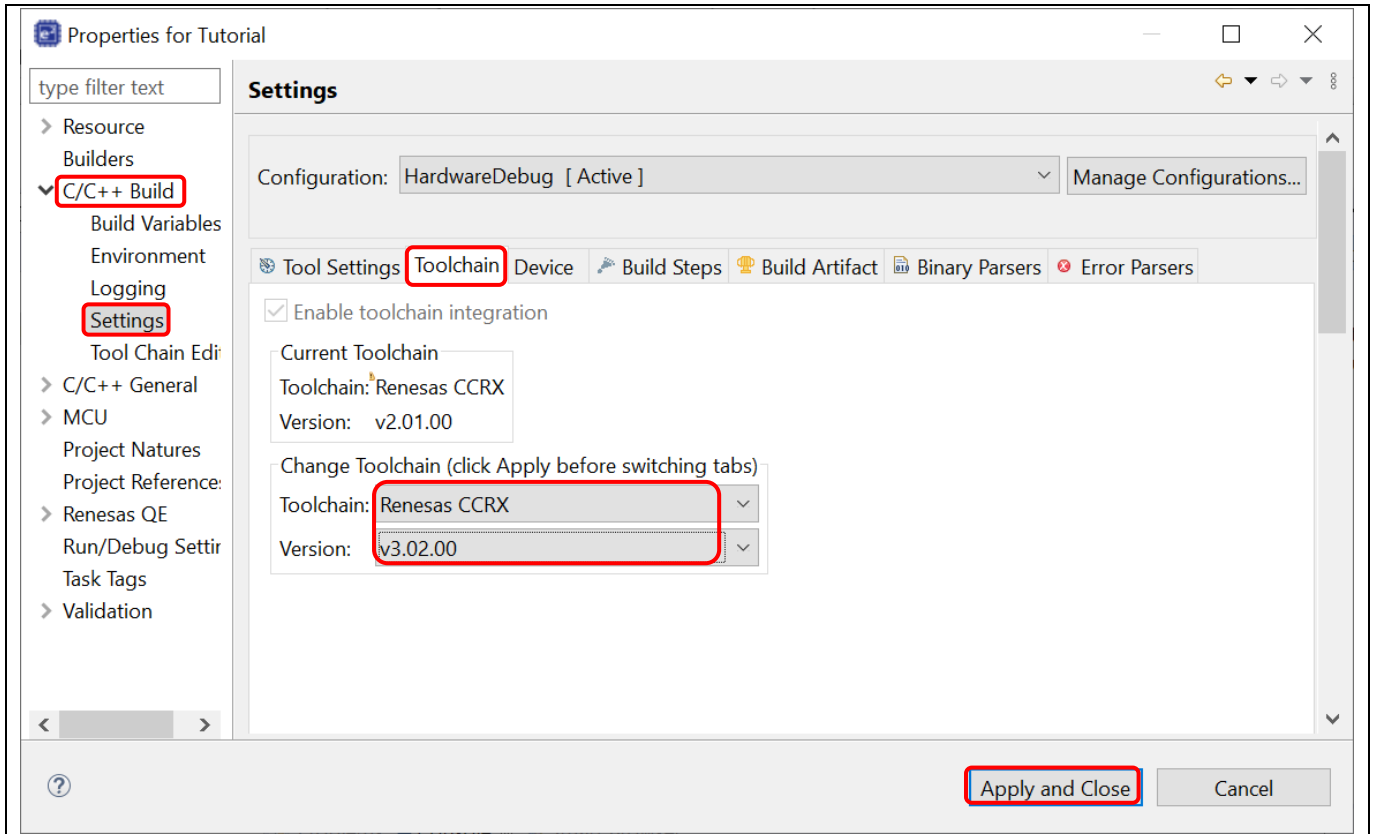 Properties for Tutorial
type filter text
Resource
Builders
C/C++ Build
Build Variables
Environment
Logging
Settings
Tool Chain Edi
C/C++ General
MCU
Project Natures
Project References
Renesas QE
Run/Debug Settin
Task Tags
Validation
Settings
Configuration: HardwareDebug [ Active ] Manage Configurations...
Tool Settings Toolchain Device Build Steps Build Artifact Binary Parsers Error Parsers
Enable toolchain integration
Current Toolchain
Toolchain: Renesas CCRX
Version: v2.01.00
Change Toolchain (click Apply before switching tabs)
Toolchain: Renesas CCRX
Version: v3.02.00
? Apply and Close Cancel